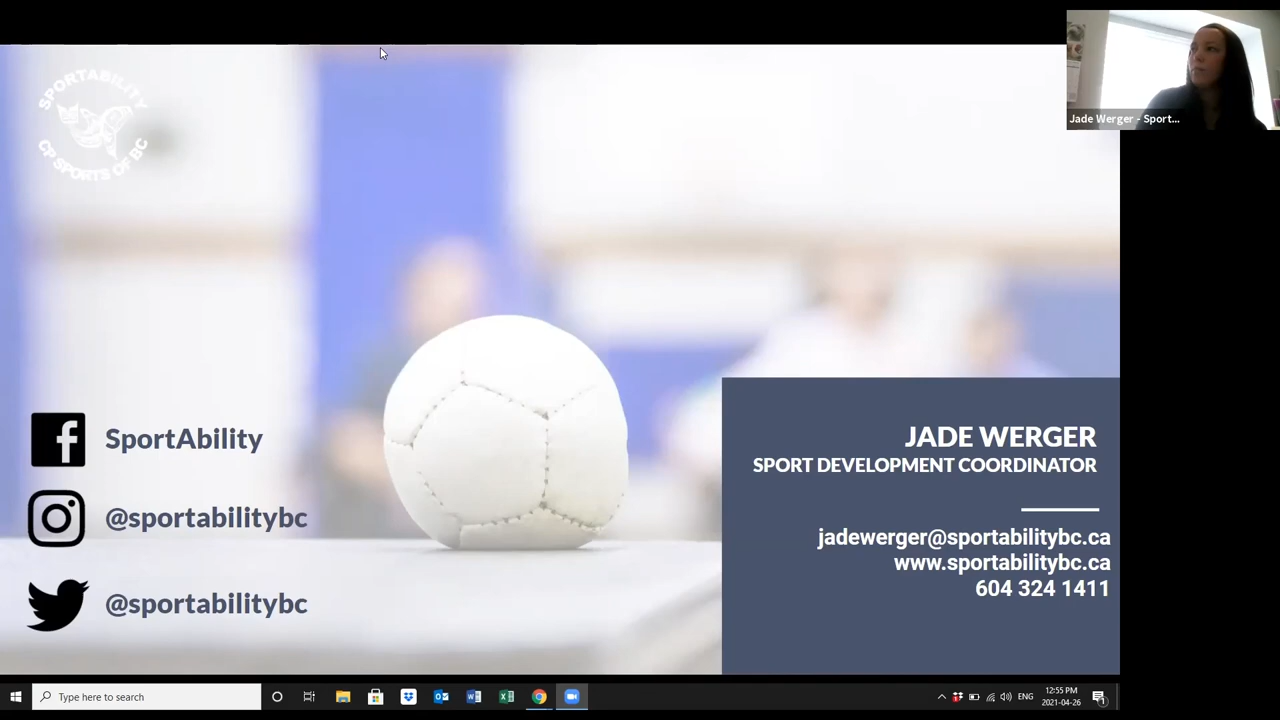 SPORTABILITY
CP SPORTS OF BC
Jade Werger - Sport...
SportAbility
@sportabilitybc
@sportabilitybc
JADE WERGER
SPORT DEVELOPMENT COORDINATOR
jadewerger@sportabilitybc.ca
www.sportabilitybc.ca
604 324 1411
Type here to search
ENG
12:55 PM
2021-04-26